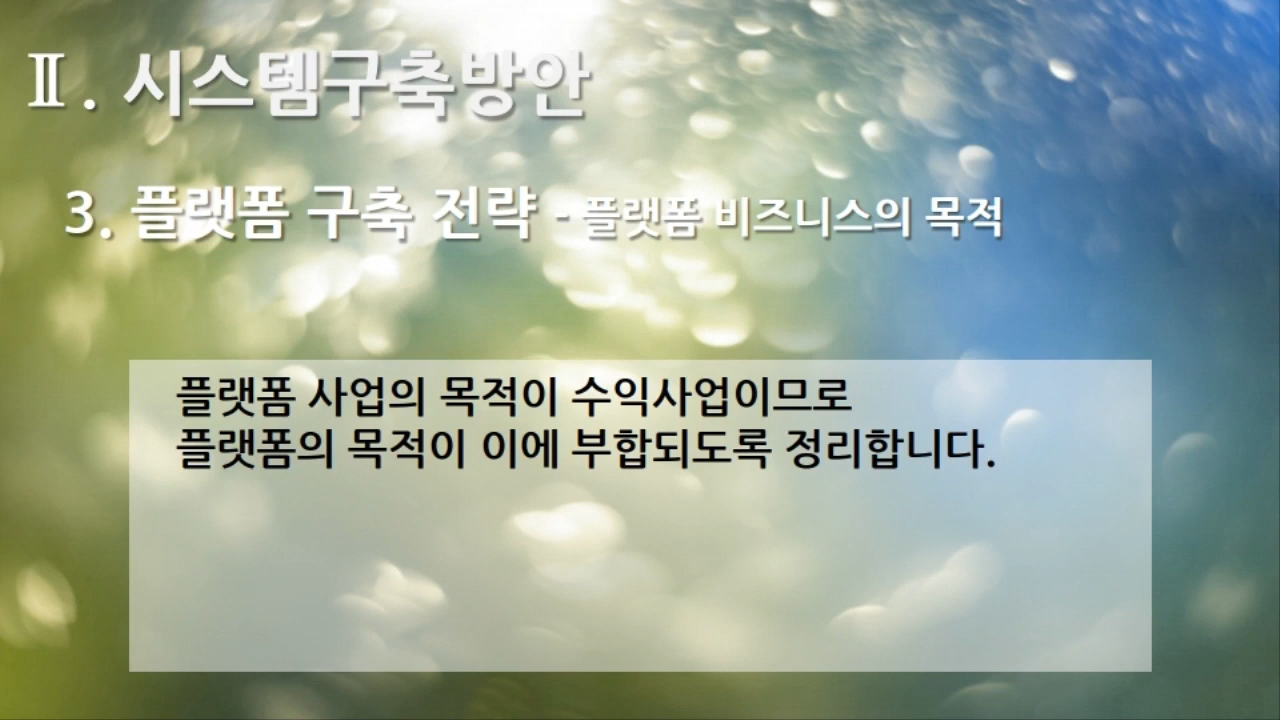 Ⅱ. 시스템구축방안
3. 플랫폼 구축 전략 - 플랫폼 비즈니스의 목적
플랫폼 사업의 목적이 수익사업이므로
플랫폼의 목적이 이에 부합되도록 정리합니다.